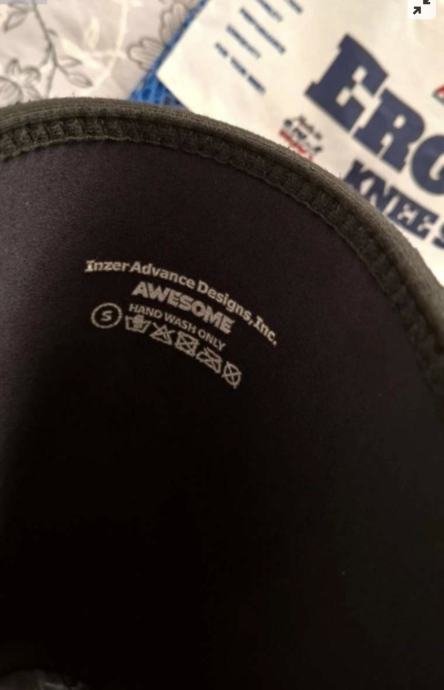 ERG
KNEE S
Inzer Advance Designs, Inc.
AWESOME
HAND WASH ONLY
S